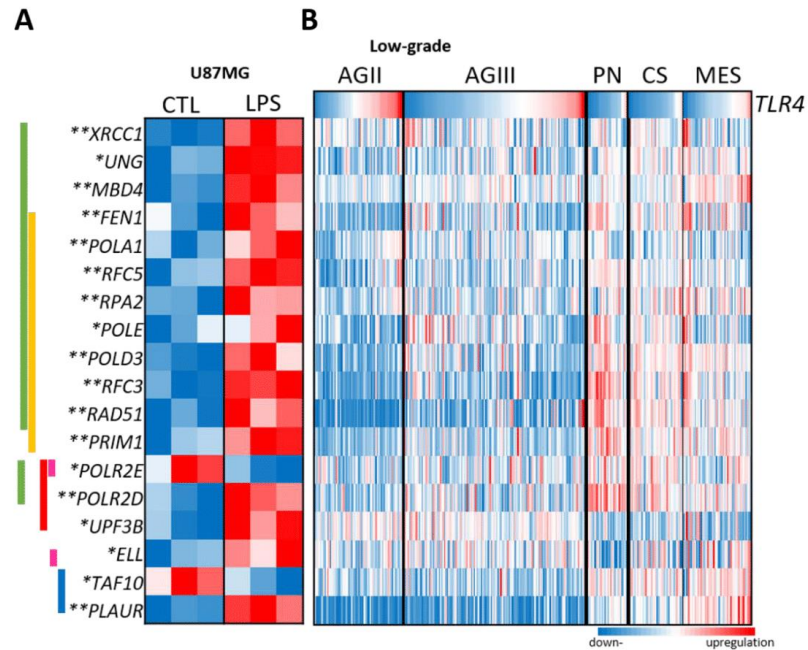 A
B
Low-grade
U87MG
AGII AGIII PN CS MES
CTL LPS
TLR4
**XRCC1
*UNG
**MBD4
**FEN1
**POLA1
**RFC5
**RPA2
*POLE
**POLD3
**RFC3
**RAD51
**PRIM1
*POLR2E
**POLR2D
*UPF3B
*ELL
*TAF10
**PLAUR
down- upregulation